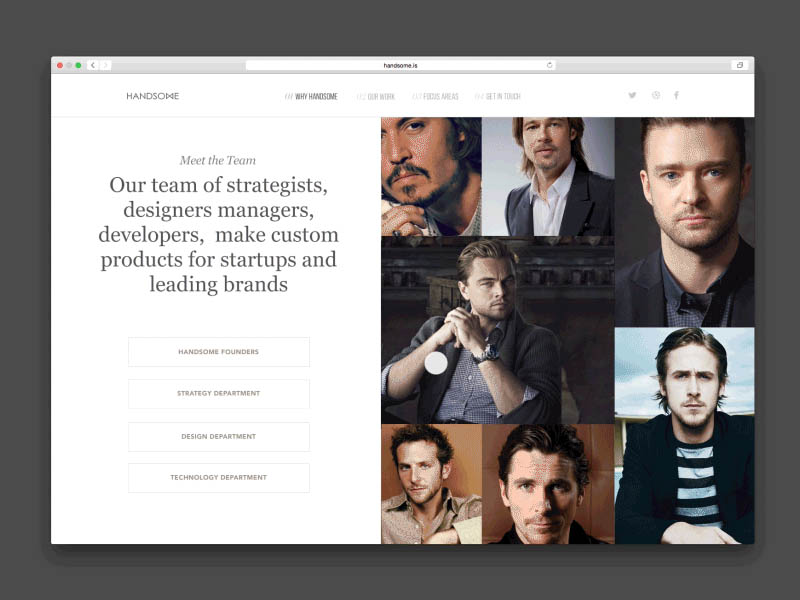 handsome.is
HANDSOME
/// WHY HANDSOME
/// OUR WORK
/// FOCUS AREAS
/// GET IN TOUCH
Meet the Team
Our team of strategists,
designers managers,
developers,  make custom
products for startups and
leading brands
HANDSOME FOUNDERS
STRATEGY DEPARTMENT
DESIGN DEPARTMENT
TECHNOLOGY DEPARTMENT